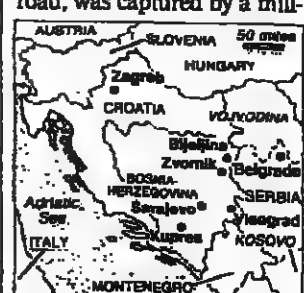 road, was captured by a mili-
AUSTRIA
SLOVENIA
50 miles
HUNGARY
Zagreb
CROATIA
VOJVODINA
Bijeljina
Zvornik
Belgrade
BOSNIA-
HERZEGOVINA
SERBIA
Adriatic
Sea
Sarajevo
Visegrad
ITALY
Kupres
KOSOVO
MONTENEGRO